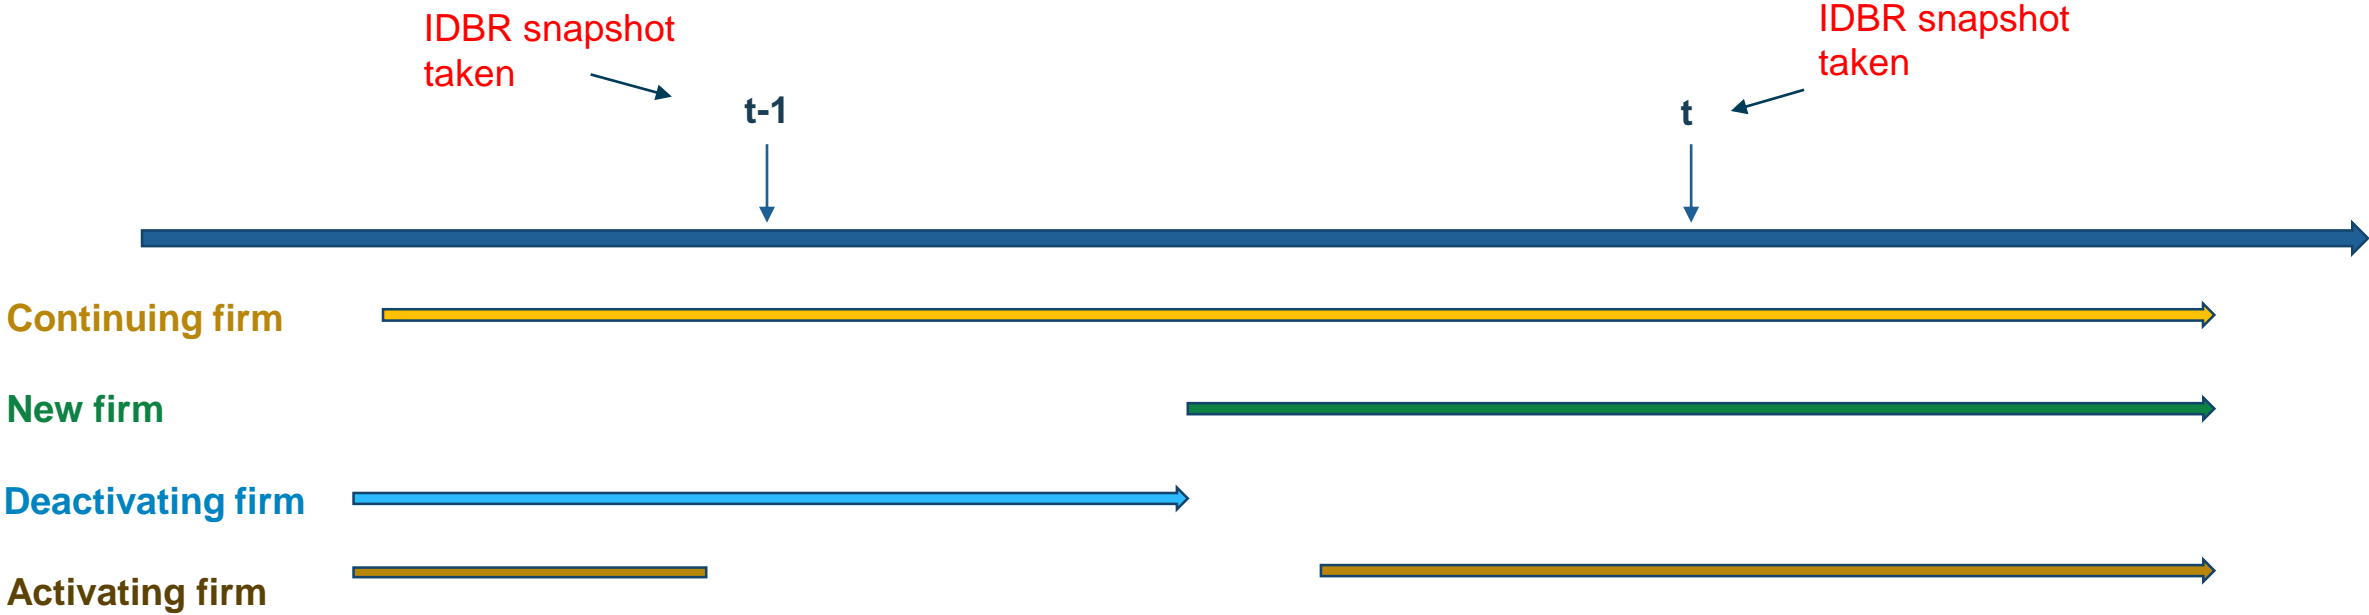 IDBR snapshot
taken
IDBR snapshot
taken
t-1
t
Continuing firm
New firm
Deactivating firm
Activating firm